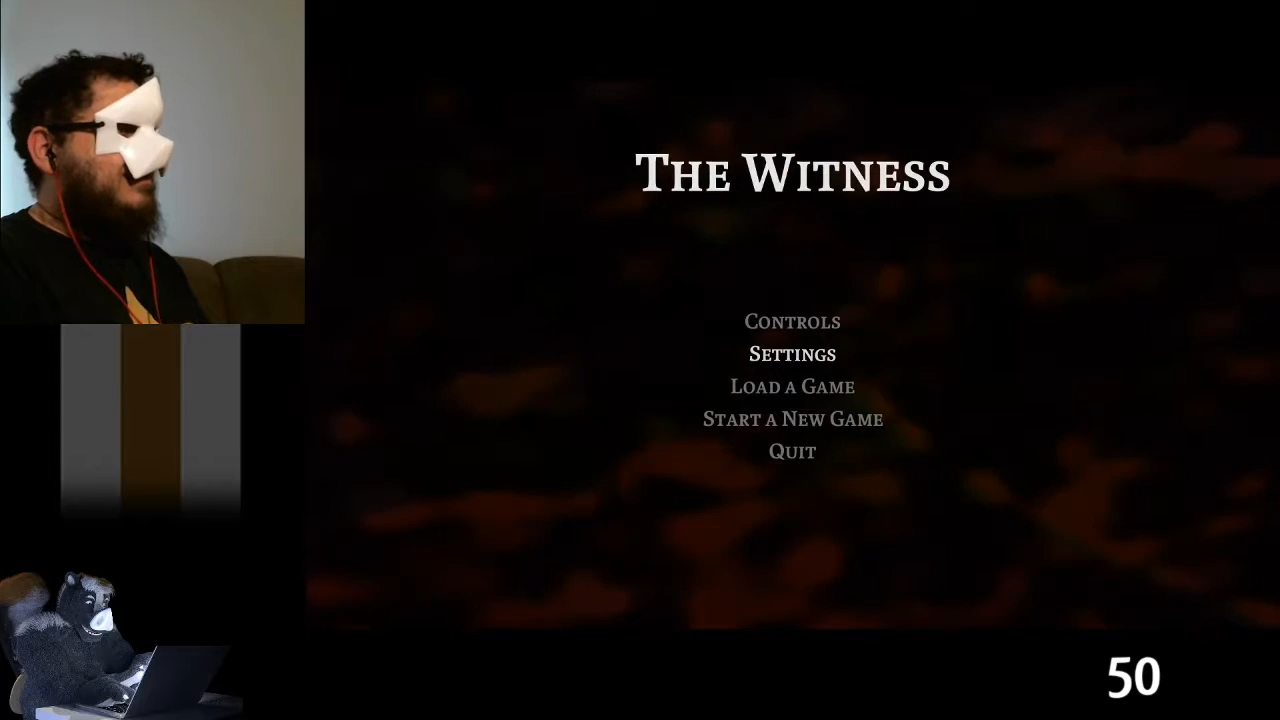 The Witness
Controls
Settings
Load a Game
Start a New Game
Quit
50